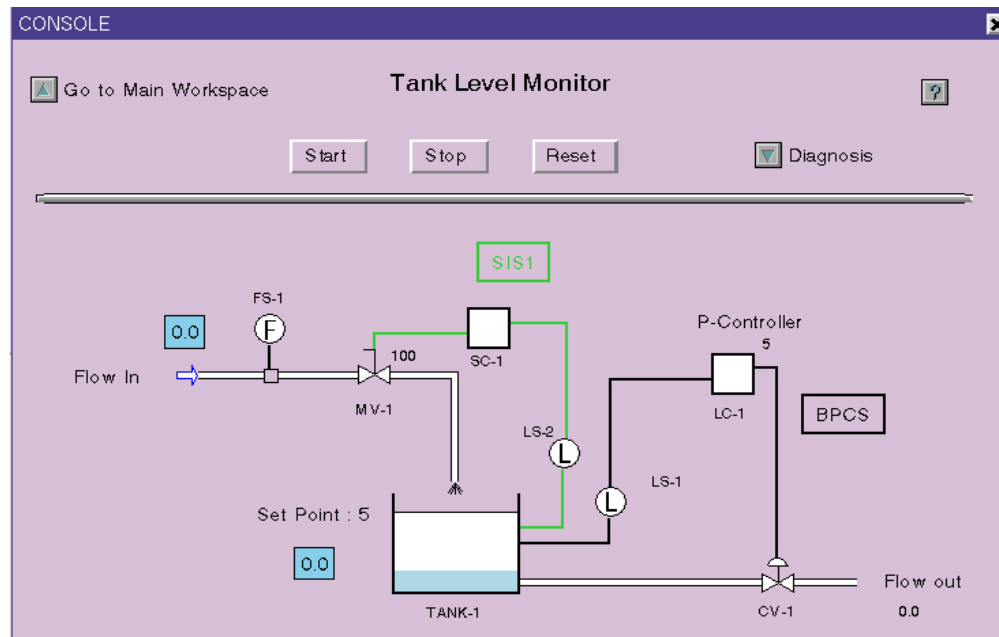 CONSOLE
Go to Main Workspace
Tank Level Monitor
?
Start
Stop
Reset
Diagnosis
SIS1
FS-1
0.0
F
P-Controller
5
100
SC-1
Flow In
MV-1
LC-1
BPCS
LS-2
L
LS-1
L
Set Point : 5
0.0
Flow out
TANK-1
CV-1
0.0